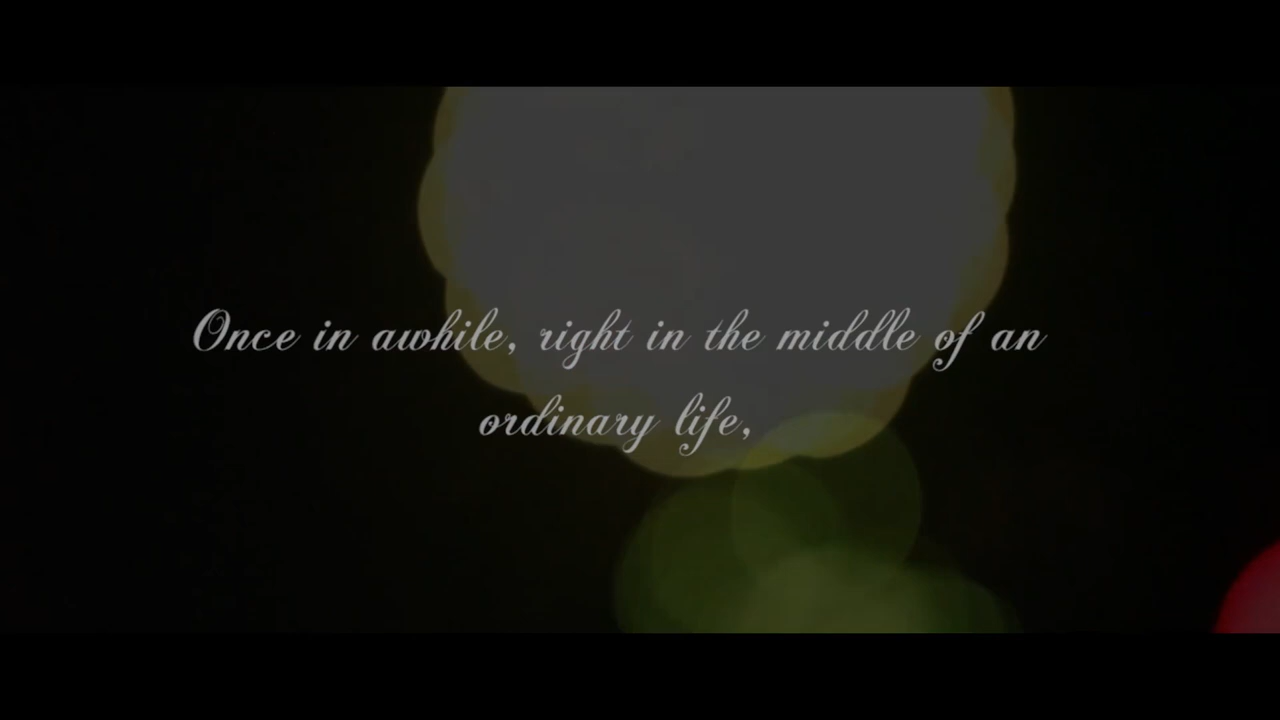 Once in awhile, right in the middle of an
ordinary life,